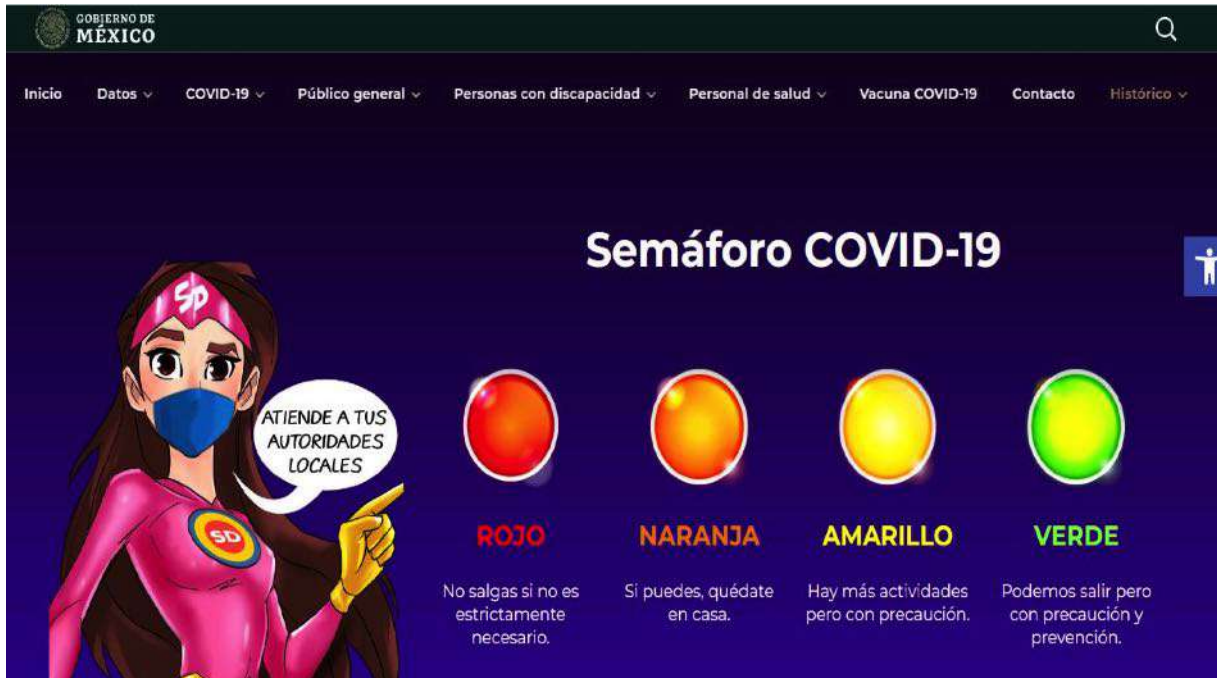 GOBIERNO DE
MÉXICO
Inicio Datos COVID-19 Público general Personas con discapacidad Personal de salud Vacuna COVID-19 Contacto Histórico
Semáforo COVID-19
SD
ATIENDE A TUS
AUTORIDADES
LOCALES
SD
ROJO NARANJA AMARILLO VERDE
No salgas si no es Si puedes, quédate Hay más actividades Podemos salir pero
estrictamente en casa. pero con precaución. con precaución y
necesario. prevención.